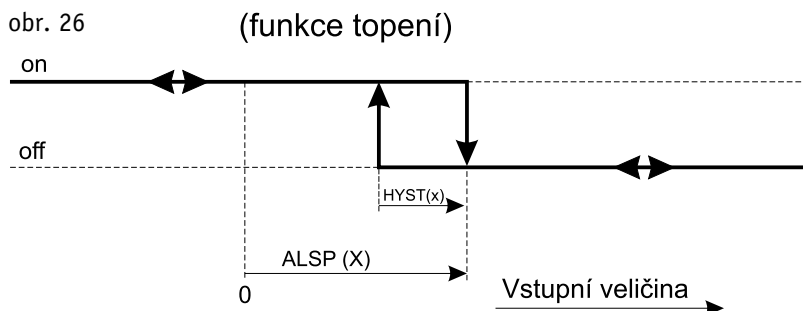 obr. 26
(funkce topení)
on
off
HYST(x)
ALSP (X)
0
Vstupní veličina